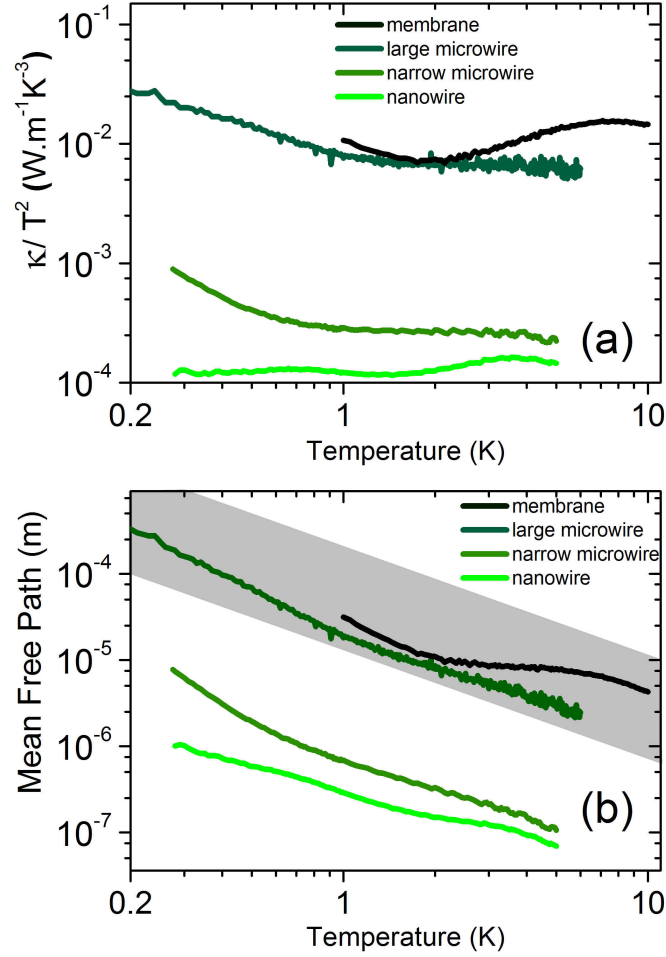 10⁻¹
10⁻²
10⁻³
10⁻⁴
κ/ T² (W.m⁻¹K⁻³)
membrane
large microwire
narrow microwire
nanowire
(a)
0.2
1
10
Temperature (K)
10⁻⁴
10⁻⁵
10⁻⁶
10⁻⁷
Mean Free Path (m)
membrane
large microwire
narrow microwire
nanowire
(b)
0.2
1
10
Temperature (K)